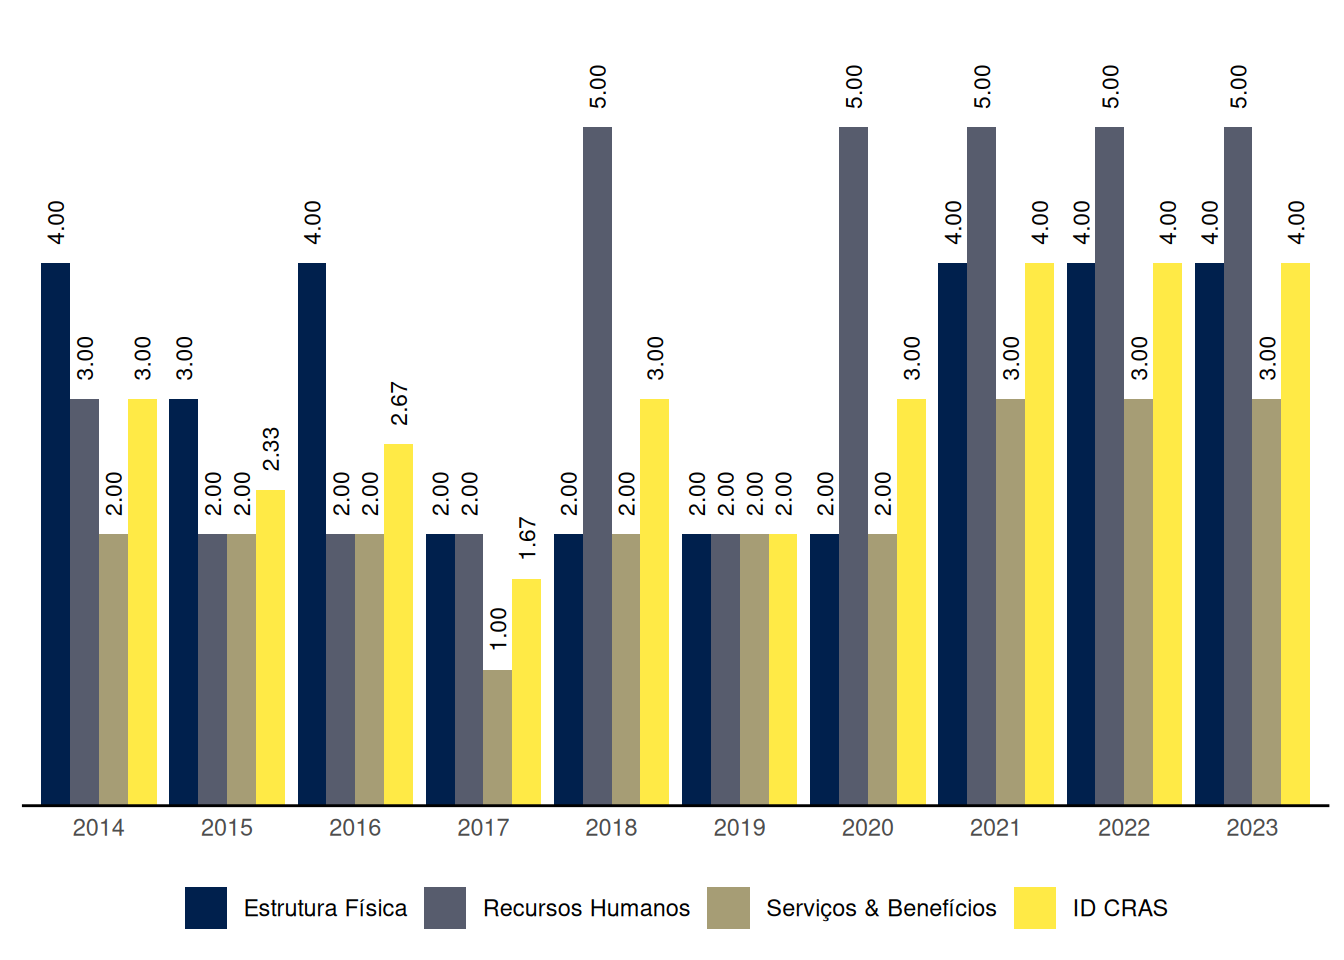 5.00 5.00 5.00 5.00 5.00
4.00 4.00 4.00 4.00 4.00 4.00 4.00 4.00
3.00 3.00 3.00 3.00 3.00 3.00 3.00 3.00
2.67
2.33
2.00 2.00 2.00 2.00 2.00 2.00 2.00 2.00 2.00 2.00 2.00 2.00 2.00 2.00 2.00 2.00
1.67
1.00
2014 2015 2016 2017 2018 2019 2020 2021 2022 2023
Estrutura Física Recursos Humanos Serviços & Benefícios ID CRAS